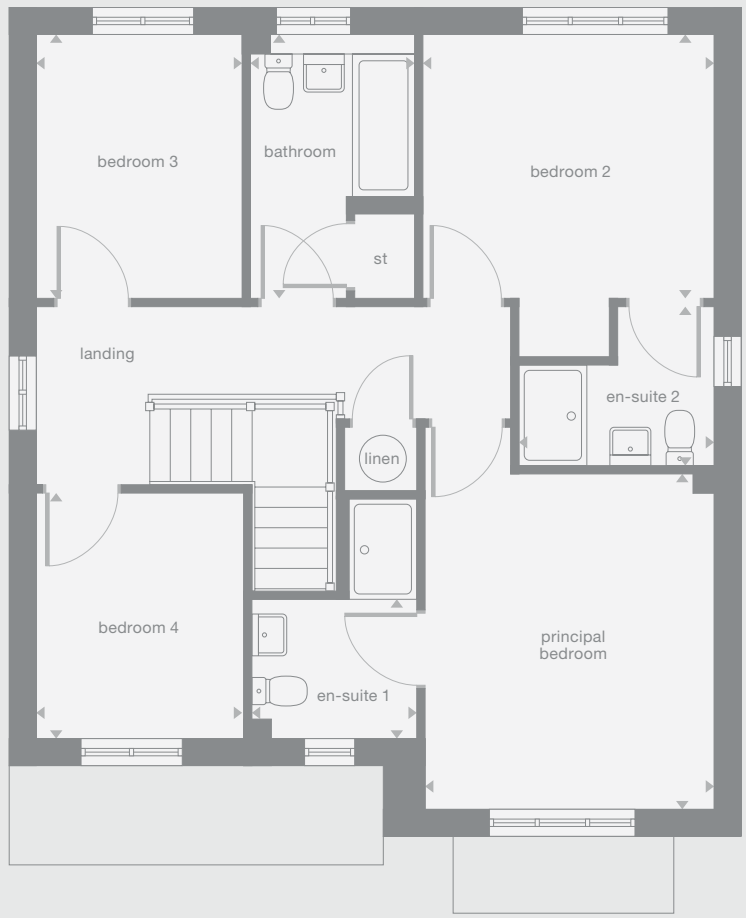 bedroom 3
bathroom
bedroom 2
st
landing
en-suite 2
linen
bedroom 4
principal
bedroom
en-suite 1